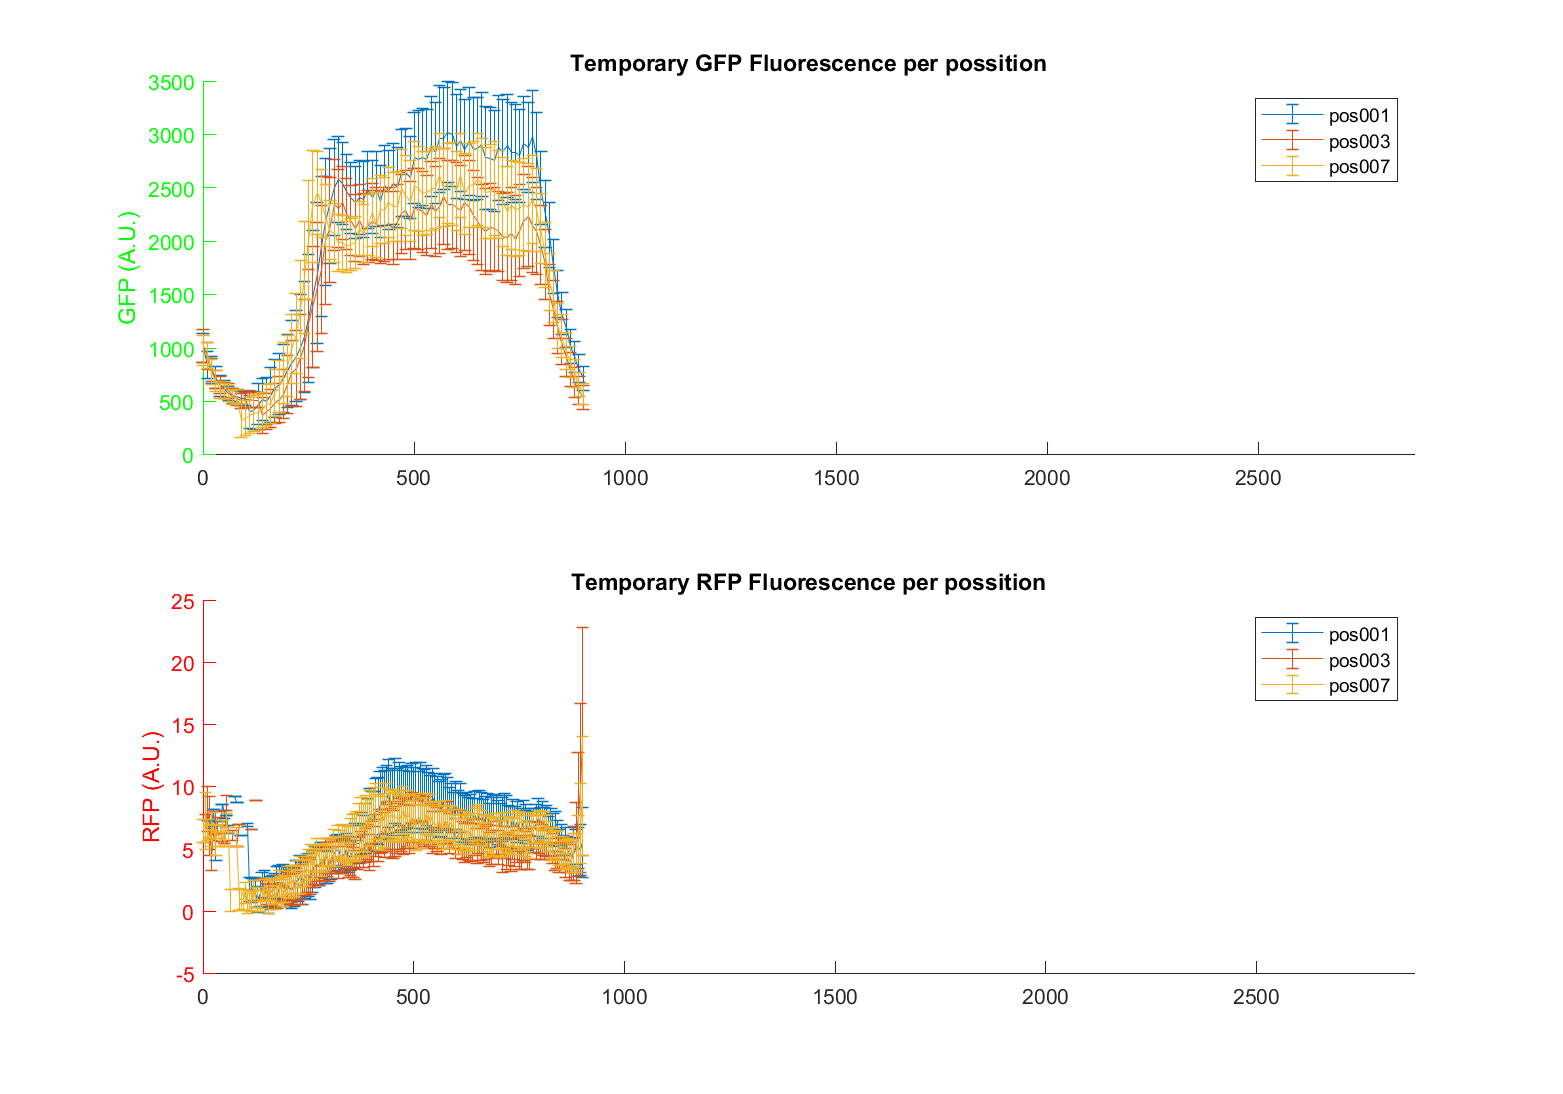 Temporary GFP Fluorescence per possition
3500
3000
2500
2000
1500
1000
500
0
GFP (A.U.)
0 500 1000 1500 2000 2500
pos001
pos003
pos007
Temporary RFP Fluorescence per possition
25
20
15
10
5
0
-5
RFP (A.U.)
0 500 1000 1500 2000 2500
pos001
pos003
pos007